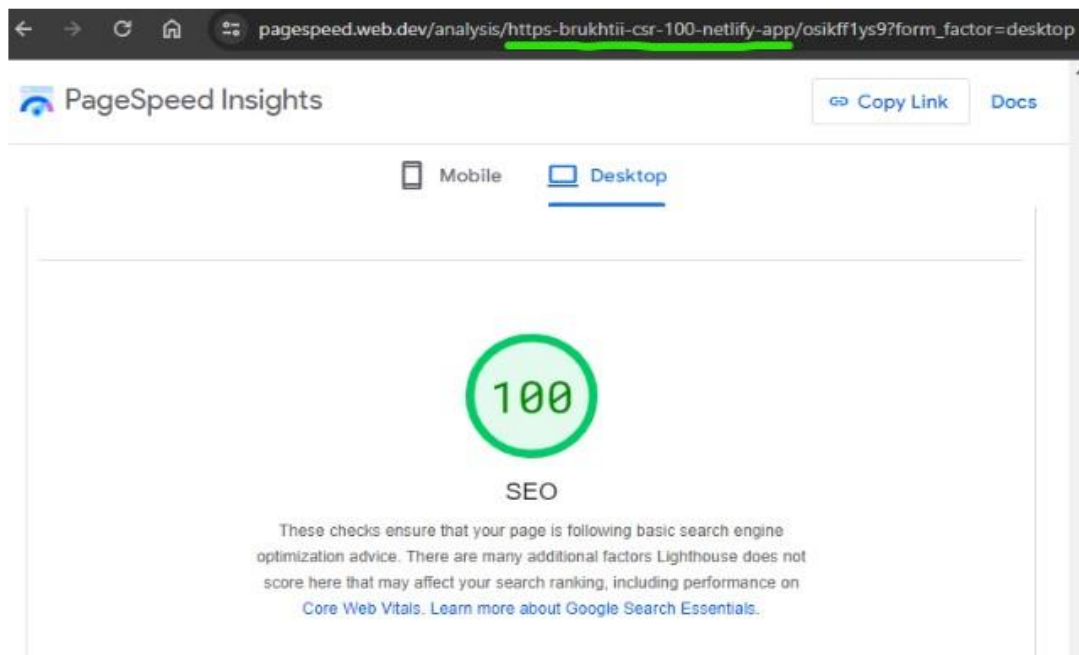 pagespeed.web.dev/analysis/https-brukhtii-csr-100-netlify-app/osikff1ys9?form_factor=desktop
PageSpeed Insights
Copy Link
Docs
Mobile
Desktop
100
SEO
These checks ensure that your page is following basic search engine
optimization advice. There are many additional factors Lighthouse does not
score here that may affect your search ranking, including performance on
Core Web Vitals. Learn more about Google Search Essentials.